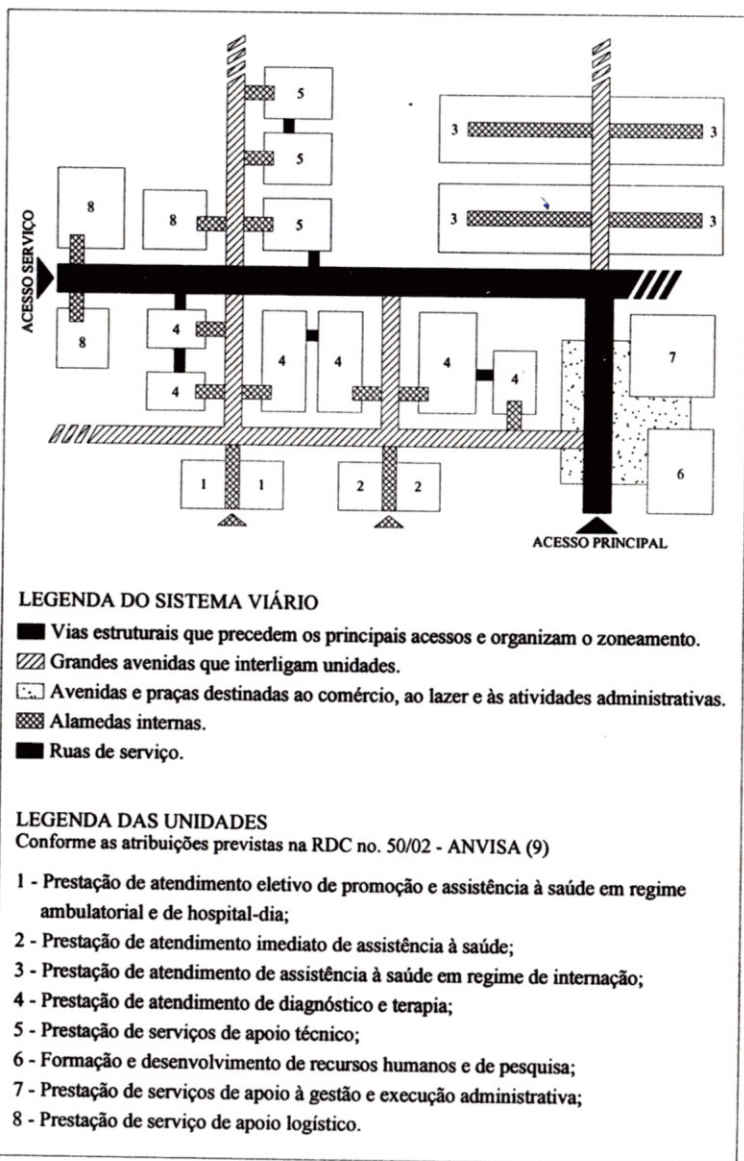 5
5
3
3
8
8
5
3
3
ACESSO SERVIÇO
8
4
4
4
4
4
4
7
1
1
2
2
6
ACESSO PRINCIPAL
LEGENDA DO SISTEMA VIÁRIO
Vias estruturais que precedem os principais acessos e organizam o zoneamento.
Grandes avenidas que interligam unidades.
Avenidas e praças destinadas ao comércio, ao lazer e às atividades administrativas.
Alamedas internas.
Ruas de serviço.
LEGENDA DAS UNIDADES
Conforme as atribuições previstas na RDC no. 50/02 - ANVISA (9)
1 - Prestação de atendimento eletivo de promoção e assistência à saúde em regime
ambulatorial e de hospital-dia;
2 - Prestação de atendimento imediato de assistência à saúde;
3 - Prestação de atendimento de assistência à saúde em regime de internação;
4 - Prestação de atendimento de diagnóstico e terapia;
5 - Prestação de serviços de apoio técnico;
6 - Formação e desenvolvimento de recursos humanos e de pesquisa;
7 - Prestação de serviços de apoio à gestão e execução administrativa;
8 - Prestação de serviço de apoio logístico.